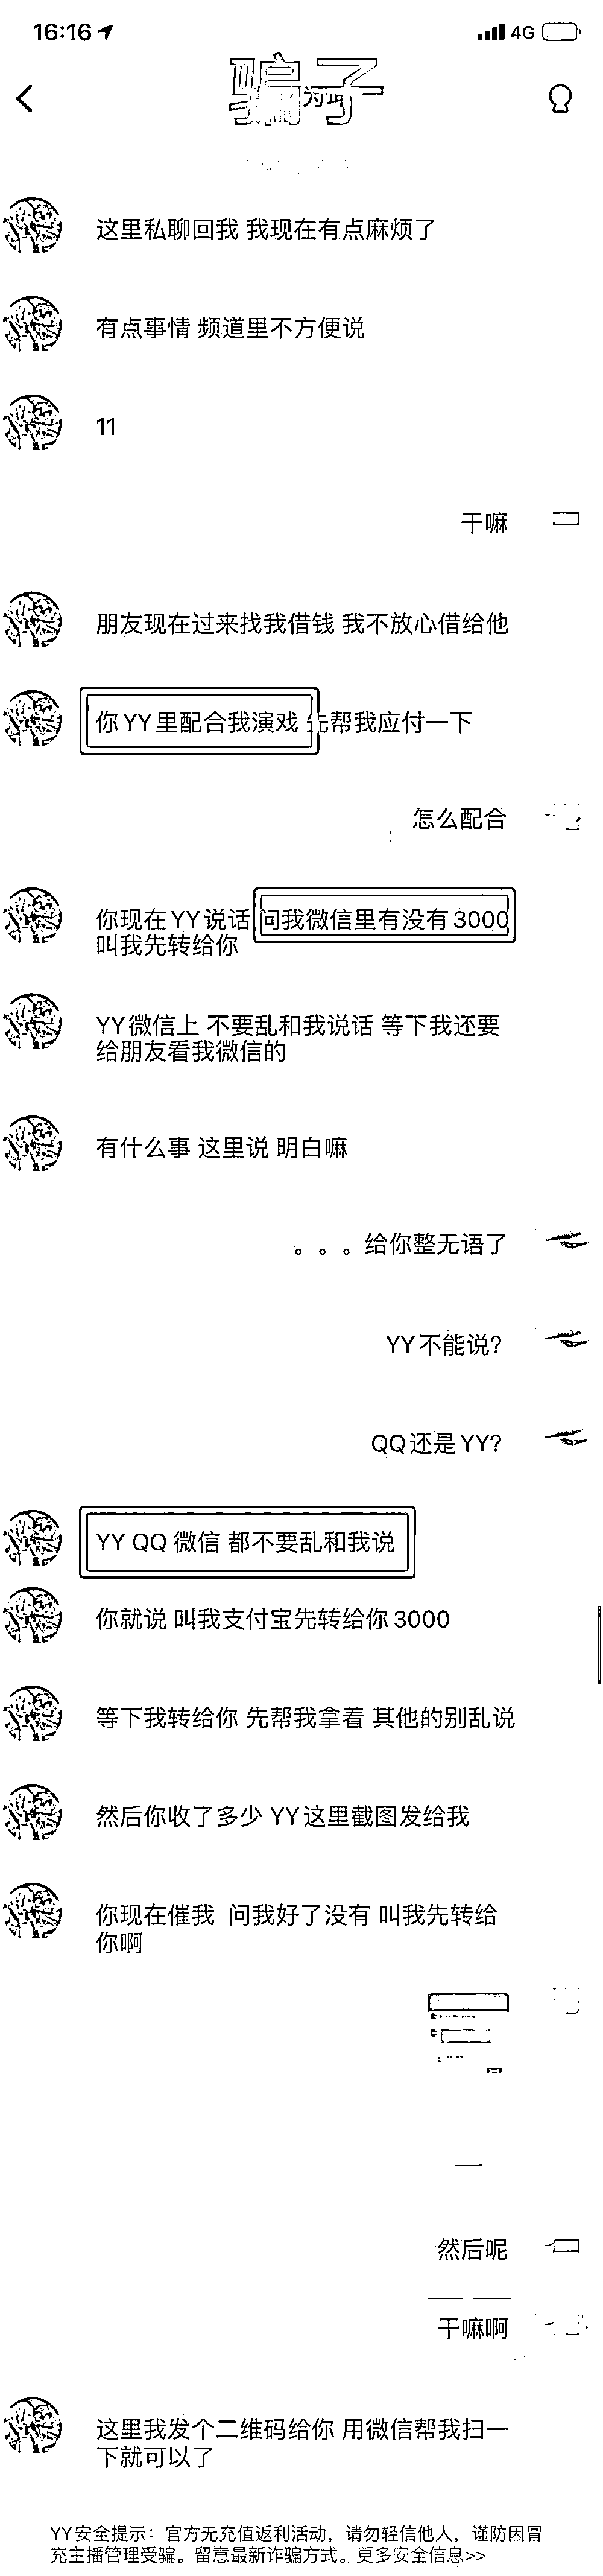 16:16
4G
骗子
这里私聊回我 我现在有点麻烦了
有点事情 频道里不方便说
11
干嘛
朋友现在过来找我借钱 我不放心借给他
你YY里配合我演戏 先帮我应付一下
怎么配合
你现在YY说话 问我微信里有没有3000
叫我先转给你
YY微信上 不要乱和我说话 等下我还要
给朋友看我微信的
有什么事 这里说 明白嘛
。。。给你整无语了
YY不能说?
QQ还是YY?
YY QQ 微信 都不要乱和我说
你就说 叫我支付宝先转给你3000
等下我转给你 先帮我拿着 其他的别乱说
然后你收了多少 YY这里截图发给我
你现在催我 问我好了没有 叫我先转给
你啊
然后呢
干嘛啊
这里我发个二维码给你 用微信帮我扫一
下就可以了
YY安全提示：官方无充值返利活动，请勿轻信他人，谨防因冒
充主播管理受骗。留意最新诈骗方式。更多安全信息>>